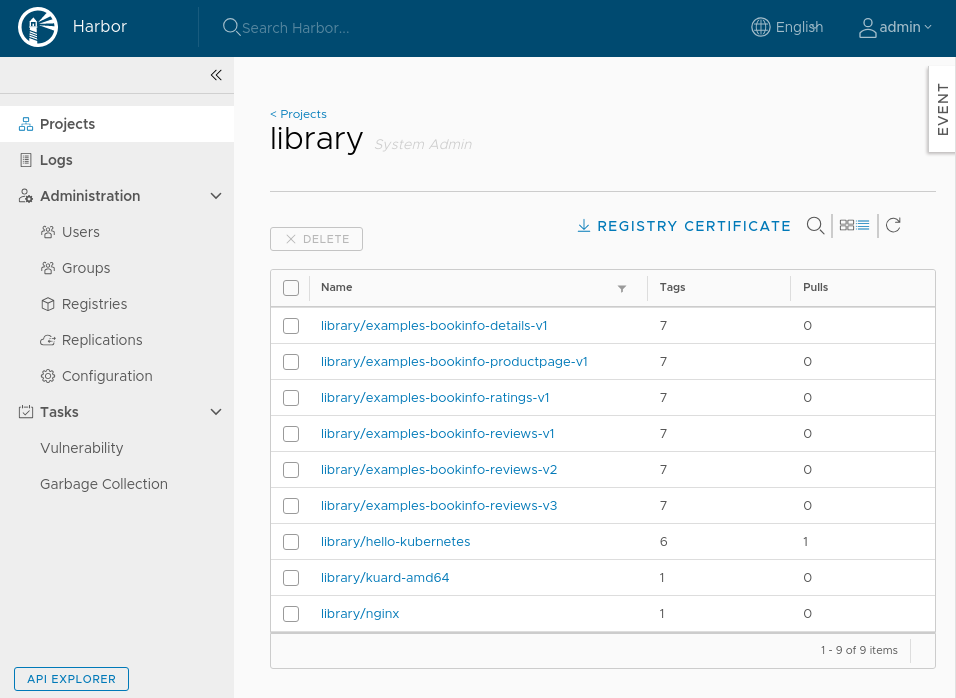 Harbor
Search Harbor...
English
admin
EVENT
Projects
Logs
Administration
Users
Groups
Registries
Replications
Configuration
Tasks
Vulnerability
Garbage Collection
API EXPLORER
< Projects
library System Admin
DELETE
REGISTRY CERTIFICATE
Name Tags Pulls
library/examples-bookinfo-details-v1 7 0
library/examples-bookinfo-productpage-v1 7 0
library/examples-bookinfo-ratings-v1 7 0
library/examples-bookinfo-reviews-v1 7 0
library/examples-bookinfo-reviews-v2 7 0
library/examples-bookinfo-reviews-v3 7 0
library/hello-kubernetes 6 1
library/kuard-amd64 1 0
library/nginx 1 0
1 - 9 of 9 items